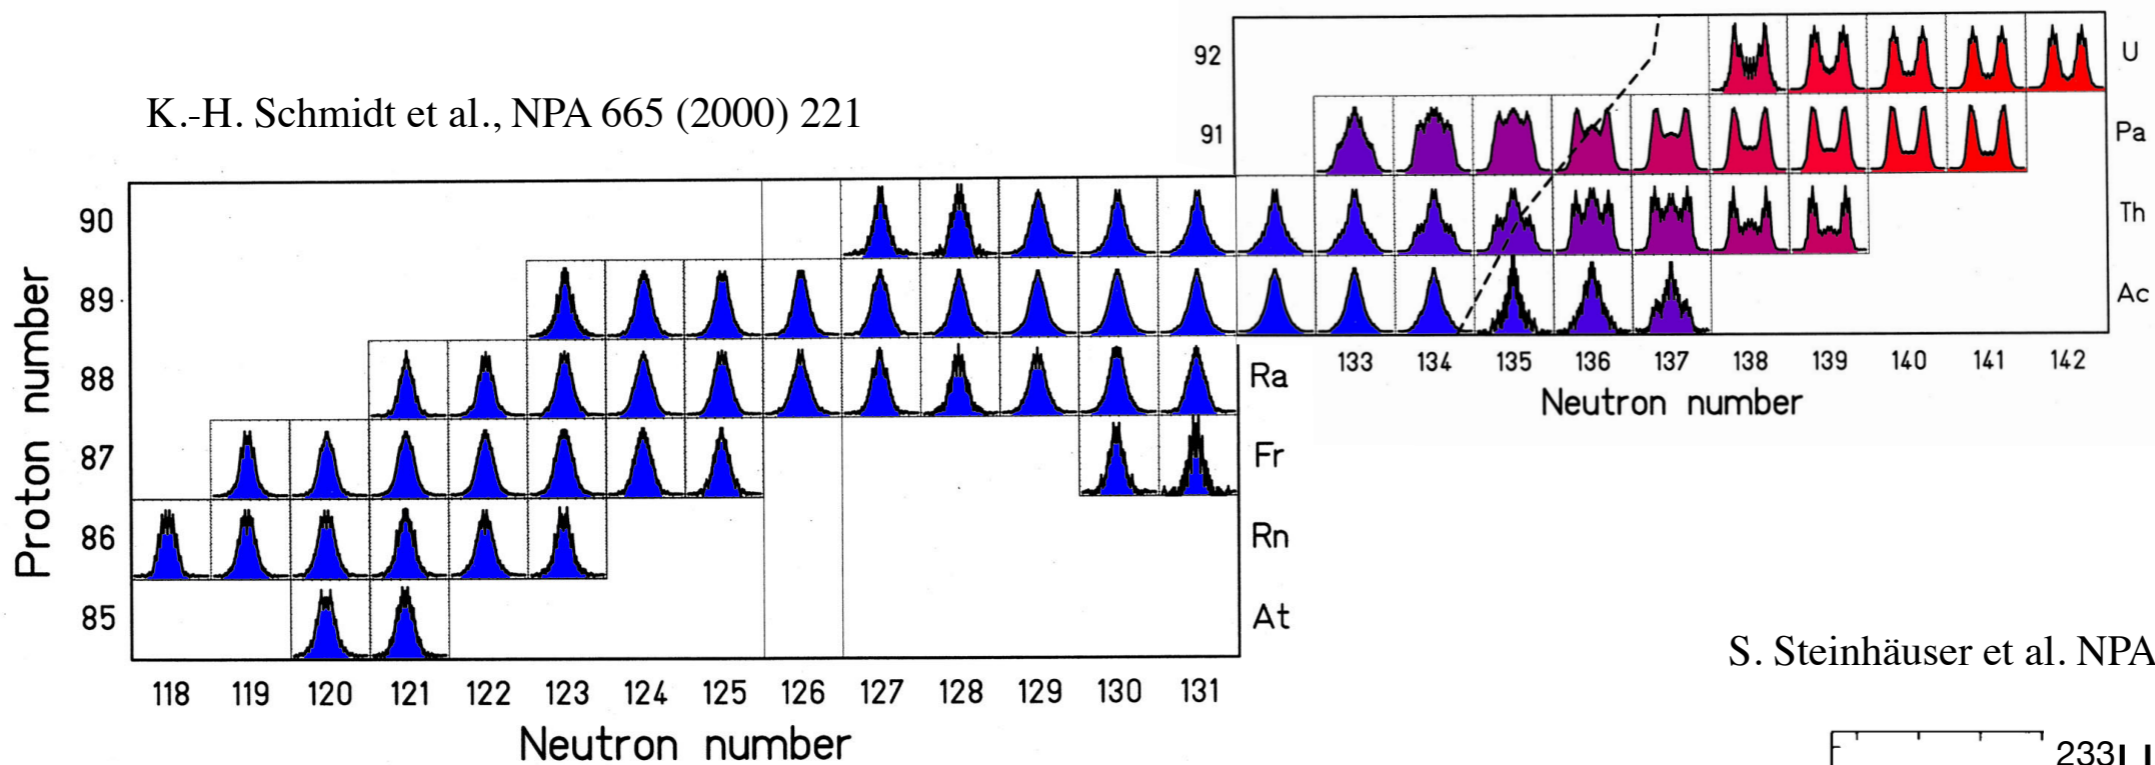 92 U
K.-H. Schmidt et al., NPA 665 (2000) 221
91 Pa
90 Th
89 Ac
133 134 135 136 137 138 139 140 141 142
Neutron number
88 Ra
87 Fr
86 Rn
85 At
Proton number
118 119 120 121 122 123 124 125 126 127 128 129 130 131
Neutron number
S. Steinhäuser et al. NPA
233U